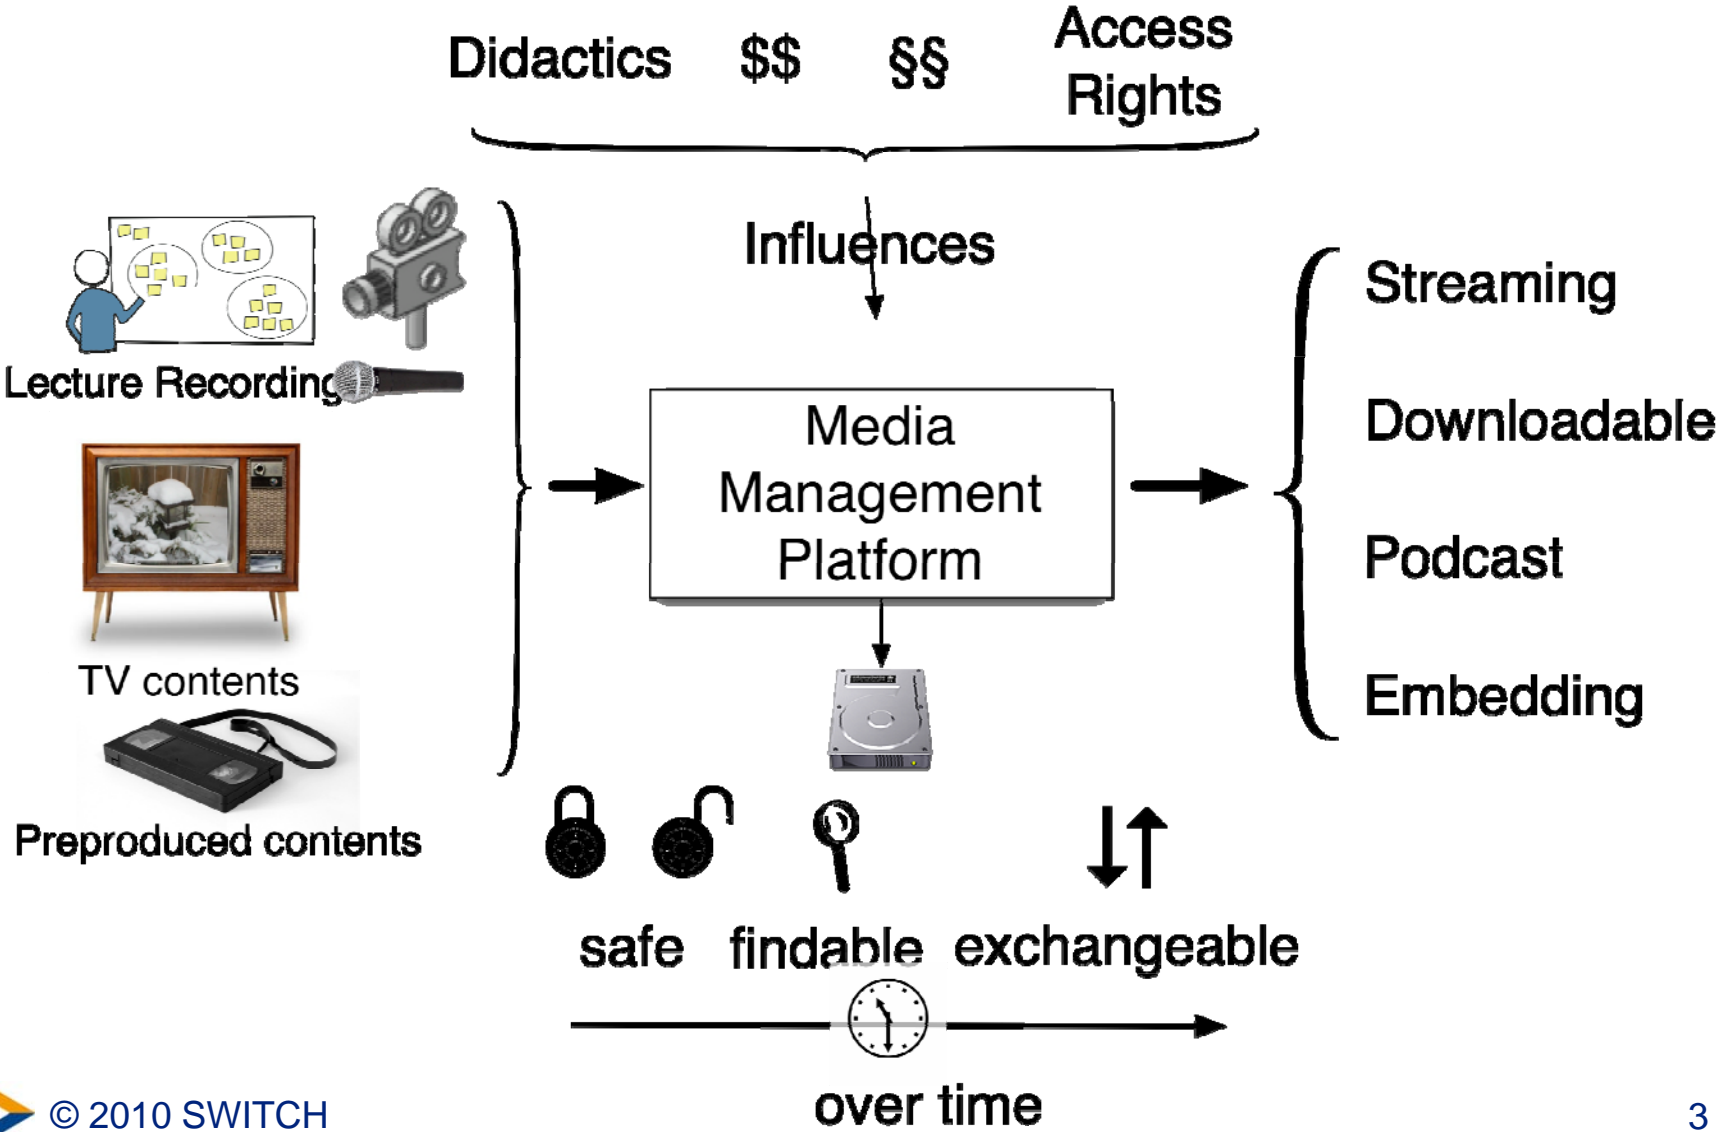 Didactics $$ §§ Access
Rights
Influences
Lecture Recording
TV contents
Preproduced contents
Media
Management
Platform
Streaming
Downloadable
Podcast
Embedding
safe findable exchangeable
over time
© 2010 SWITCH
3